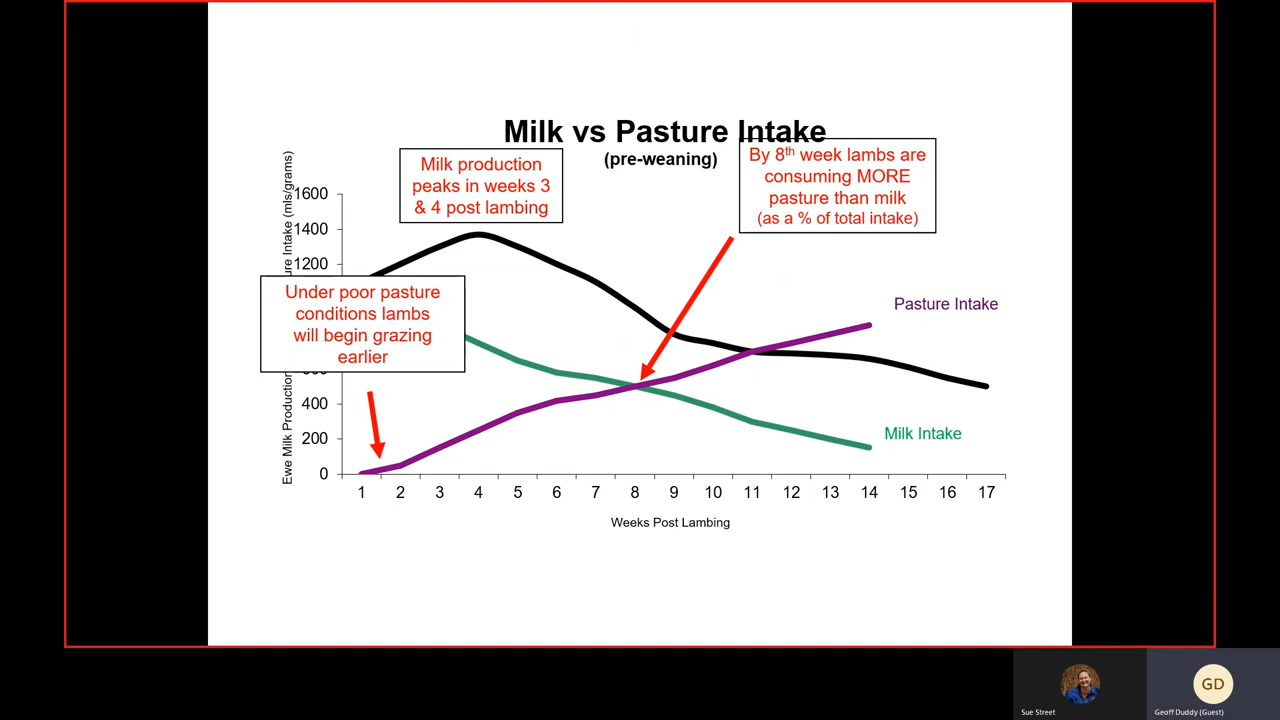 Milk vs Pasture Intake
(pre-weaning)
Milk production
peaks in weeks 3
& 4 post lambing
By 8th week lambs are
consuming MORE
pasture than milk
(as a % of total intake)
Under poor pasture
conditions lambs
will begin grazing
earlier
Pasture Intake
Milk Intake
Ewe Milk Production
Intake (mls/grams)
1600
1400
1200
400
200
0
1 2 3 4 5 6 7 8 9 10 11 12 13 14 15 16 17
Weeks Post Lambing
Sue Street
GD
Geoff Duddy (Guest)